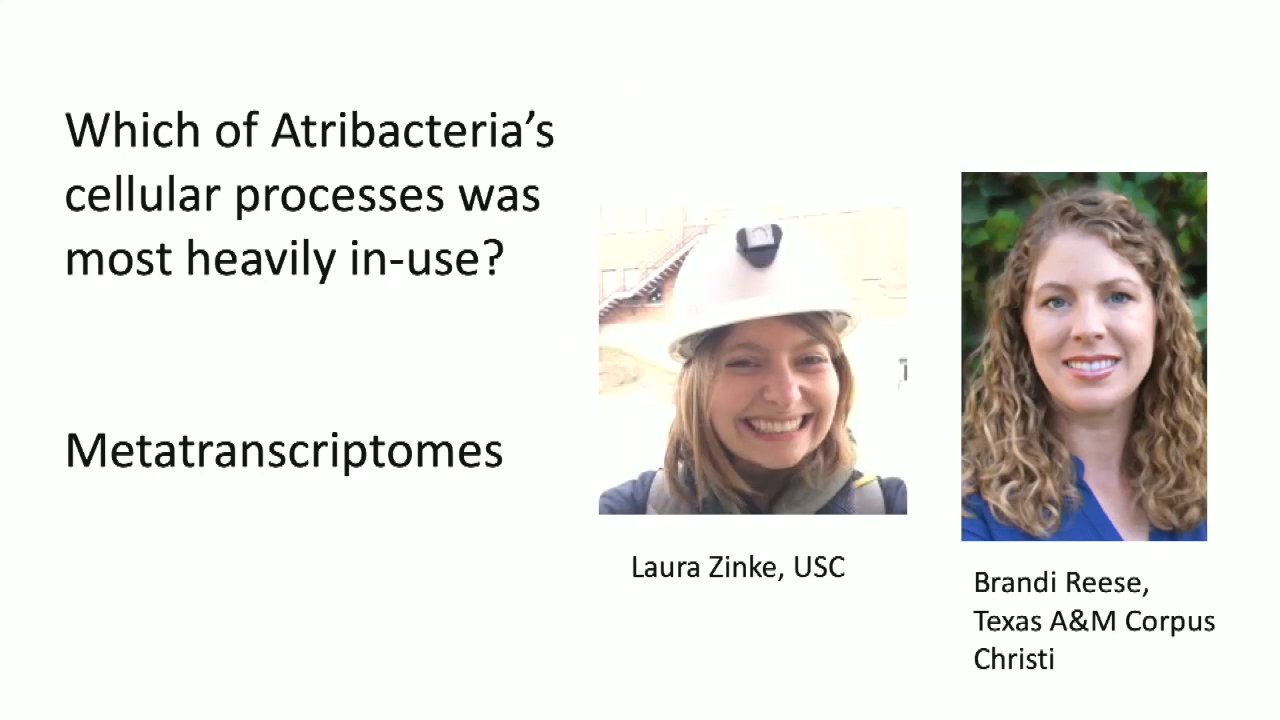 Which of Atribacteria’s
cellular processes was
most heavily in-use?
Metatranscriptomes
Laura Zinke, USC
Brandi Reese,
Texas A&M Corpus
Christi